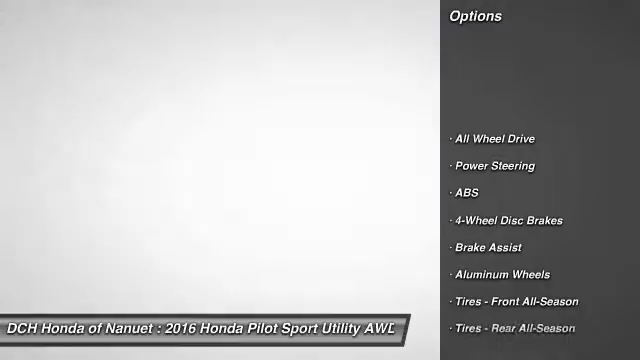 Options
· All Wheel Drive
· Power Steering
· ABS
· 4-Wheel Disc Brakes
· Brake Assist
· Aluminum Wheels
· Tires - Front All-Season
· Tires - Rear All-Season
DCH Honda of Nanuet : 2016 Honda Pilot Sport Utility AWD